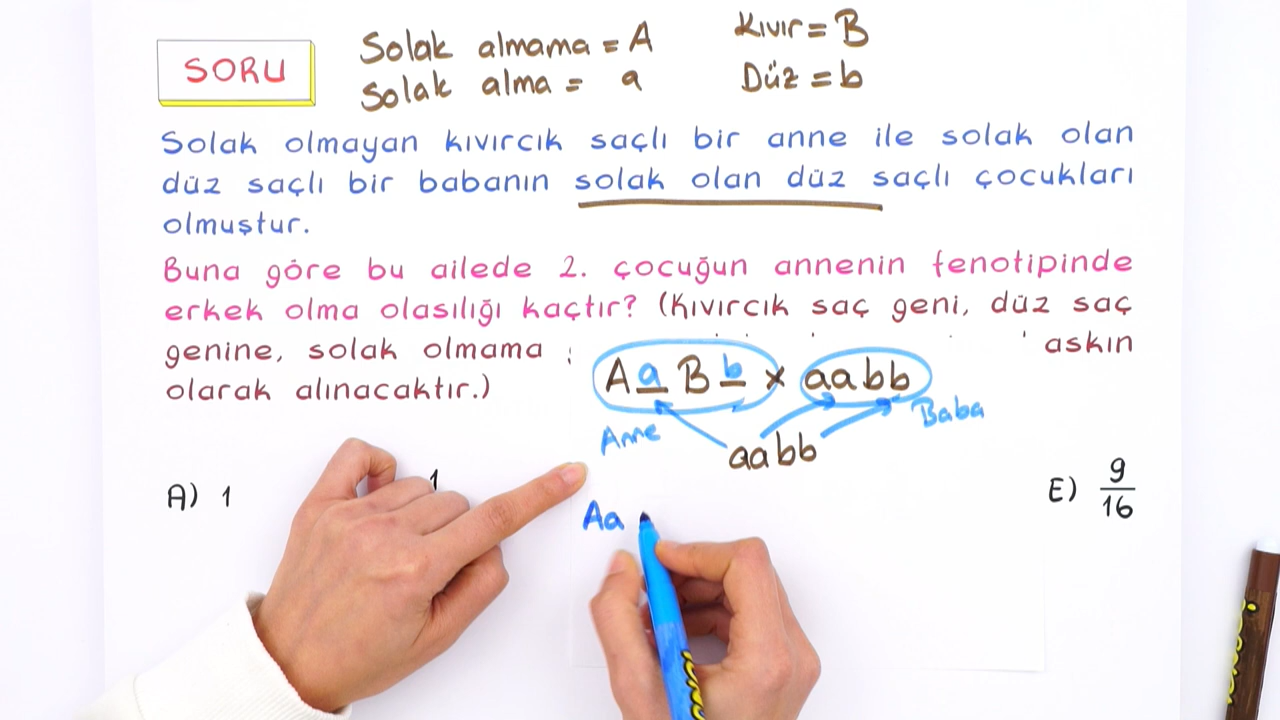 SORU
Solak almama = A
Solak alma = a
Kıvır = B
Düz = b
Solak olmayan kıvırcık saçlı bir anne ile solak olan
düz saçlı bir babanın solak olan düz saçlı çocukları
olmuştur.
Buna göre bu ailede 2. çocuğun annenin fenotipinde
erkek olma olasılığı kaçtır? (Kıvırcık saç geni, düz saç
genine, solak olmama askın
olarak alınacaktır.)
A a B b x aabb
Anne
Baba
aabb
A) 1
1
E) 9/16
Aa